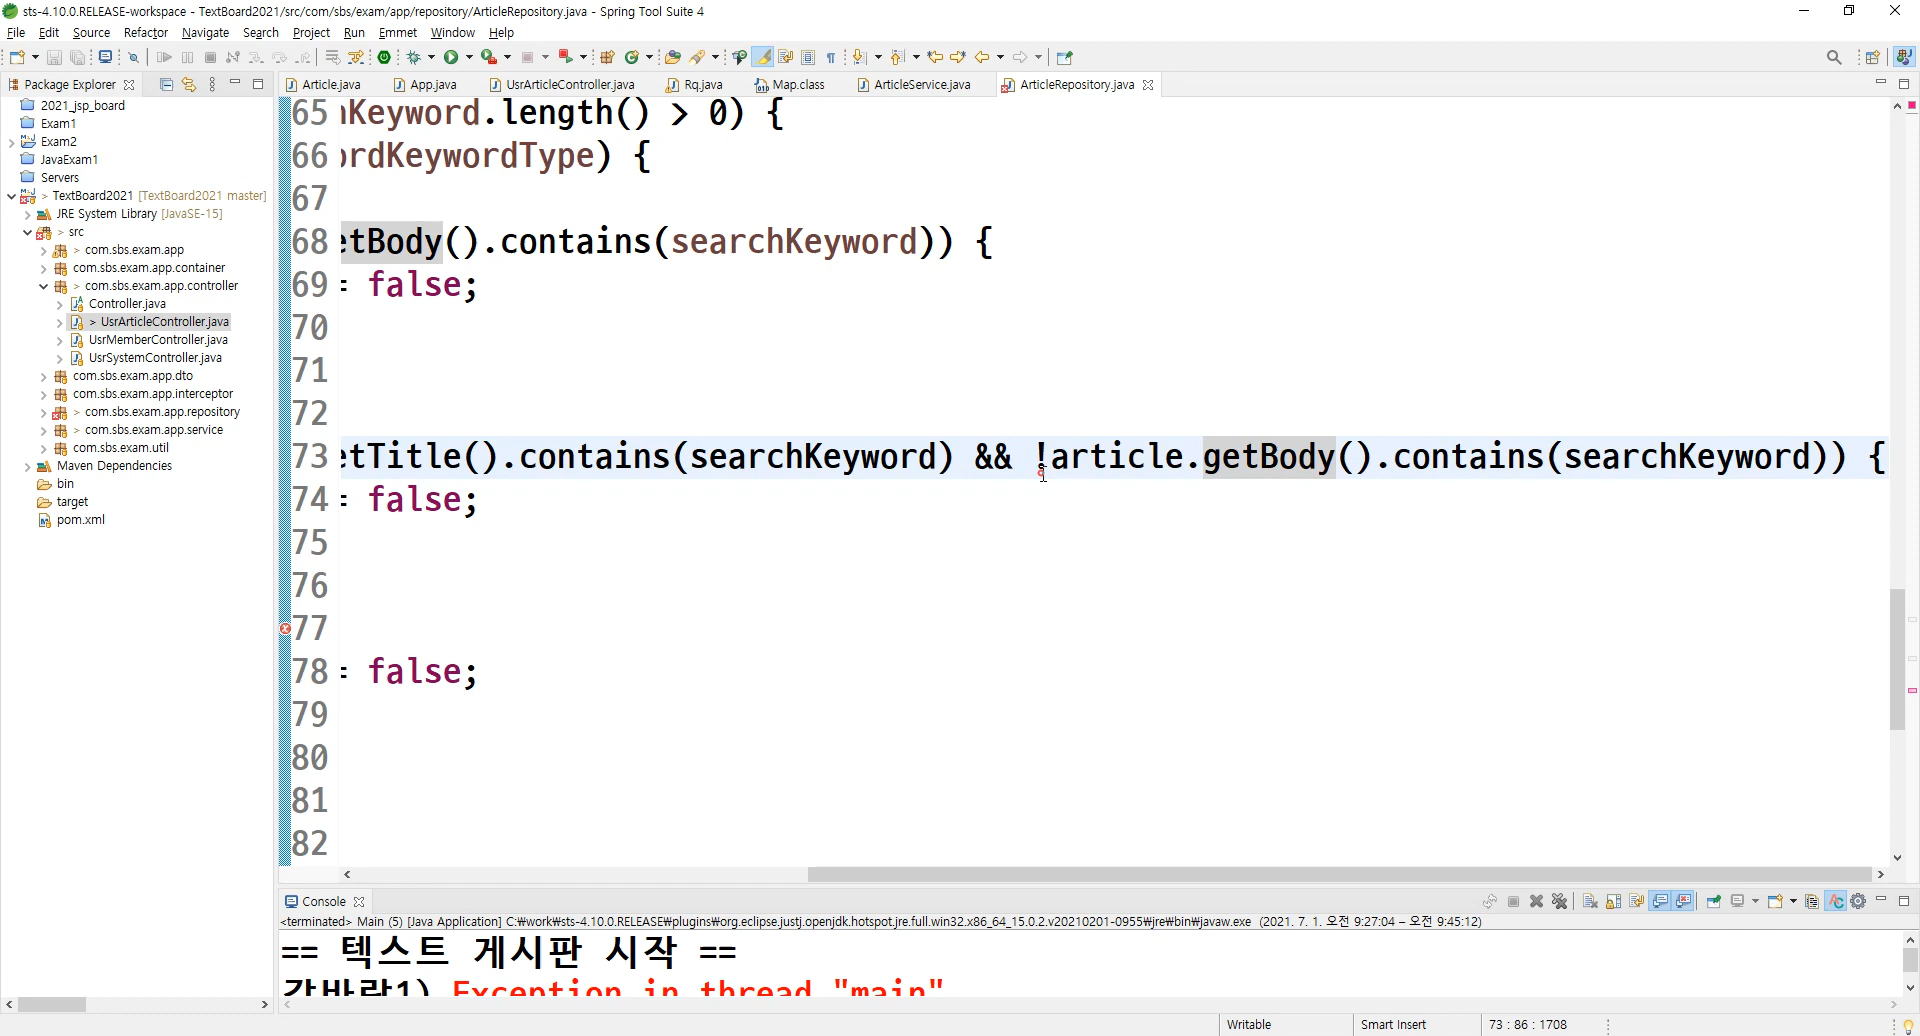 sts-4.10.0.RELEASE-workspace - TextBoard2021/src/com/sbs/exam/app/repository/ArticleRepository.java - Spring Tool Suite 4
File Edit Source Refactor Navigate Search Project Run Emmet Window Help
Package Explorer
Article.java App.java UsrArticleController.java Rq.java Map.class ArticleService.java ArticleRepository.java
2021_jsp_board
Exam1
Exam2
JavaExam1
Servers
> TextBoard2021 [TextBoard2021 master]
JRE System Library [JavaSE-15]
> src
> com.sbs.exam.app
com.sbs.exam.app.container
> com.sbs.exam.app.controller
Controller.java
> UsrArticleController.java
UsrMemberController.java
UsrSystemController.java
com.sbs.exam.app.dto
com.sbs.exam.app.interceptor
> com.sbs.exam.app.repository
> com.sbs.exam.app.service
com.sbs.exam.util
Maven Dependencies
bin
target
pom.xml
65 hKeyword.length() > 0) {
66 ordKeywordType) {
67
68 etBody().contains(searchKeyword)) {
69 = false;
70
71
72
73 etTitle().contains(searchKeyword) && !article.getBody().contains(searchKeyword)) {
74 = false;
75
76
77
78 = false;
79
80
81
82
Console
<terminated> Main (5) [Java Application] C:₩work₩sts-4.10.0.RELEASE₩plugins₩org.eclipse.justj.openjdk.hotspot.jre.full.win32.x86_64_15.0.2.v20210201-0955₩jre₩bin₩javaw.exe (2021. 7. 1. 오전 9:27:04 – 오전 9:45:12)
== 텍스트 게시판 시작 ==
Exception in thread "main"
Writable Smart Insert 73 : 86 : 1708